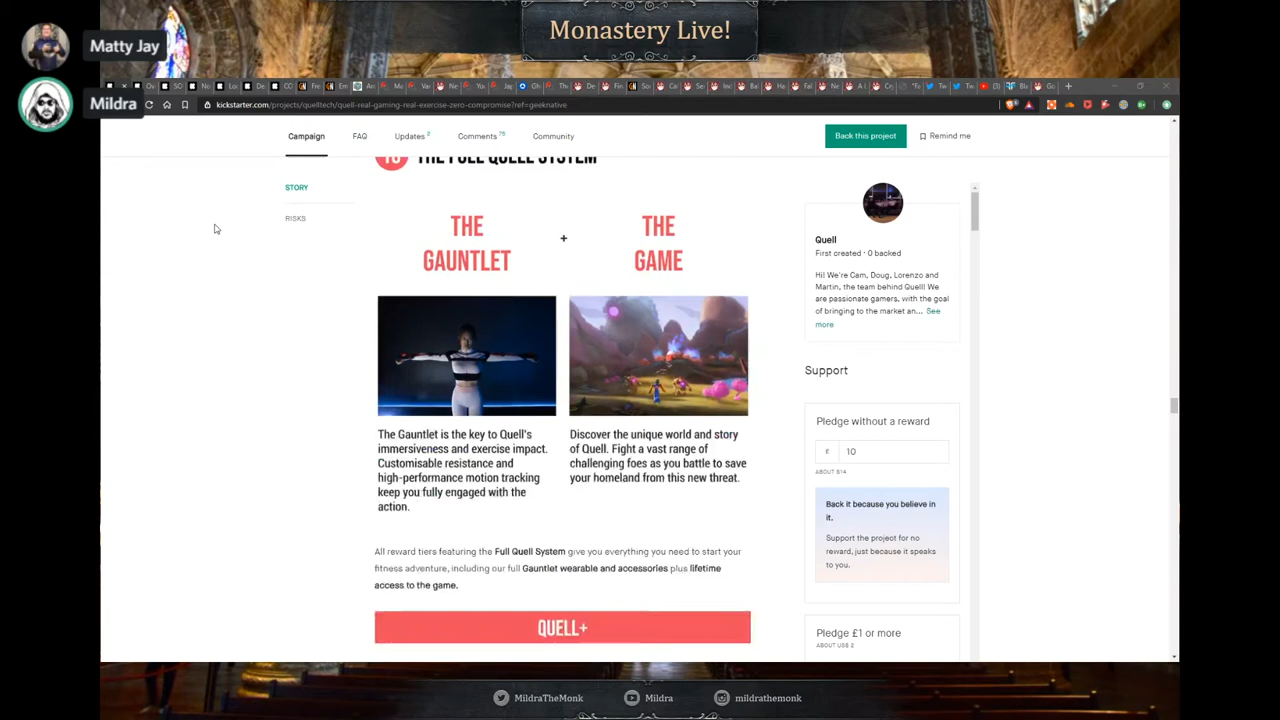 Monastery Live!
Matty Jay
Mildra
kickstarter.com/projects/quelltech/quell-real-gaming-real-exercise-zero-compromise?ref=geeknative
Campaign
FAQ
Updates 2
Comments 75
Community
Back this project
Remind me
THE FULL QUELL SYSTEM
STORY
RISKS
THE
GAUNTLET
+
THE
GAME
The Gauntlet is the key to Quell's
immersiveness and exercise impact.
Customisable resistance and
high-performance motion tracking
keep you fully engaged with the
action.
Discover the unique world and story
of Quell. Fight a vast range of
challenging foes as you battle to save
your homeland from this new threat.
All reward tiers featuring the Full Quell System give you everything you need to start your
fitness adventure, including our full Gauntlet wearable and accessories plus lifetime
access to the game.
QUELL+
Quell
First created · 0 backed
Hi! We're Cam, Doug, Lorenzo and
Martin, the team behind Quell! We
are passionate gamers, with the goal
of bringing to the market an... See
more
Support
Pledge without a reward
£ 10
ABOUT $14
Back it because you believe in
it.
Support the project for no
reward, just because it speaks
to you.
Pledge £1 or more
ABOUT US$ 2
MildraTheMonk
Mildra
mildrathemonk